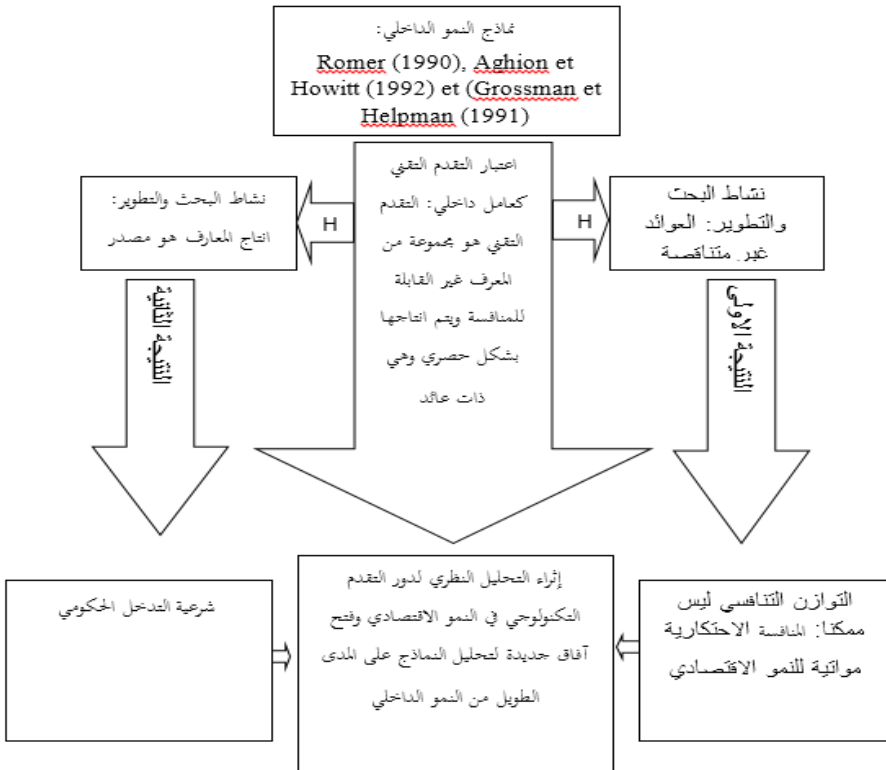 نماذج النمو الداخلي:
Romer (1990), Aghion et
Howitt (1992) et (Grossman et
Helpman (1991)
اعتبار التقدم التقني
كعامل داخلي: التقدم
التقني هو مجموعة من
المعرف غير القابلة
للمنافسة ويتم انتاجها
بشكل حصري وهي
ذات عائد
نشاط البحث
والتطوير: العوائد
غير متناقصة
H
نشاط البحث والتطوير:
انتاج المعارف هو مصدر
H
النتيجة الاولى
النتيجة الثانية
التوازن التنافسي ليس
ممكنا: المنافسة الاحتكارية
مواتية للنمو الاقتصادي
إثراء التحليل النظري لدور التقدم
التكنولوجي في النمو الاقتصادي وفتح
آفاق جديدة لتحليل النماذج على المدى
الطويل من النمو الداخلي
شرعية التدخل الحكومي